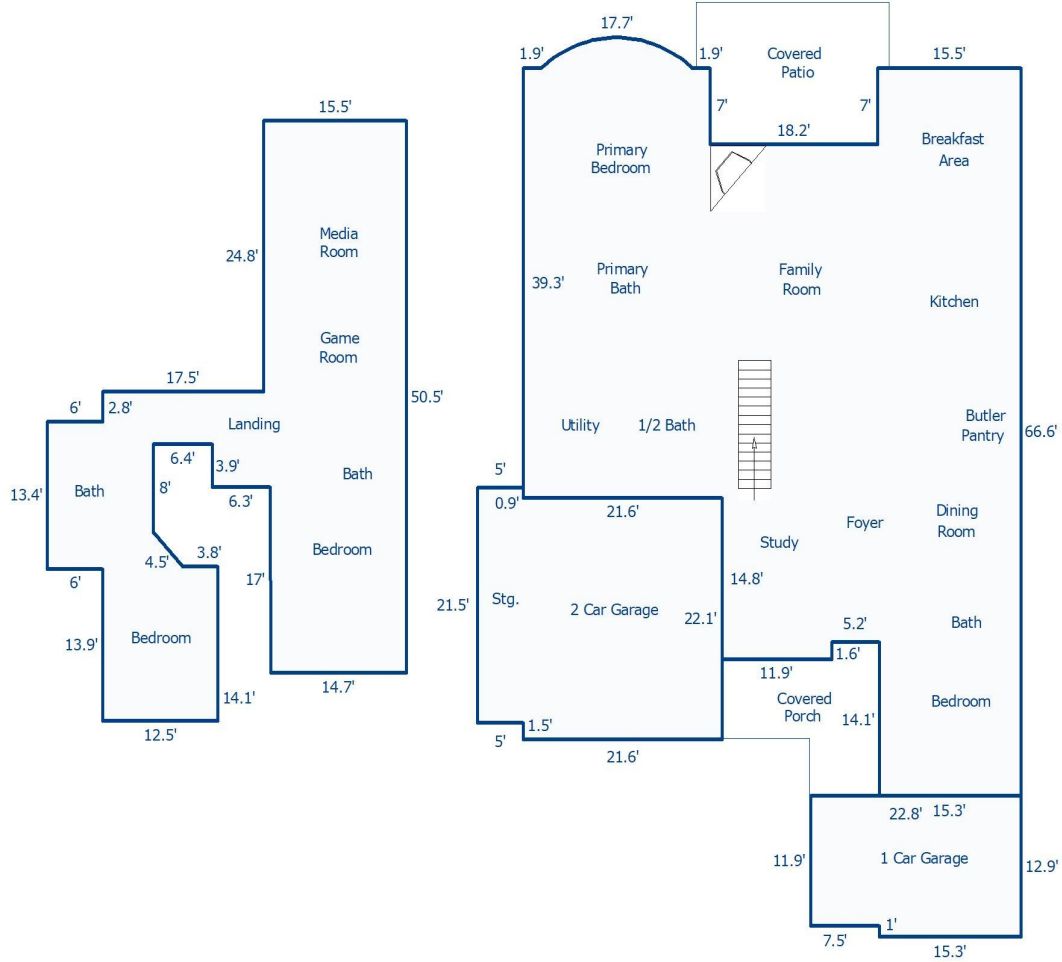 15.5'
Media
Room
24.8'
Game
Room
17.5'
50.5'
6'
2.8'
Landing
6.4'
3.9'
Bath
13.4'
Bath
8'
6.3'
Bedroom
3.8'
4.5'
6'
17'
13.9'
Bedroom
14.1'
14.7'
12.5'
17.7'
1.9'
1.9'
Covered
Patio
15.5'
7'
7'
18.2'
Primary
Bedroom
Breakfast
Area
39.3'
Primary
Bath
Family
Room
Kitchen
Utility
1/2 Bath
Butler
Pantry
66.6'
5'
0.9'
21.6'
Foyer
Dining
Room
Study
14.8'
21.5'
Stg.
2 Car Garage
22.1'
5.2'
1.6'
Bath
11.9'
Covered
Porch
14.1'
Bedroom
1.5'
5'
21.6'
22.8'
15.3'
11.9'
1 Car Garage
12.9'
1'
7.5'
15.3'